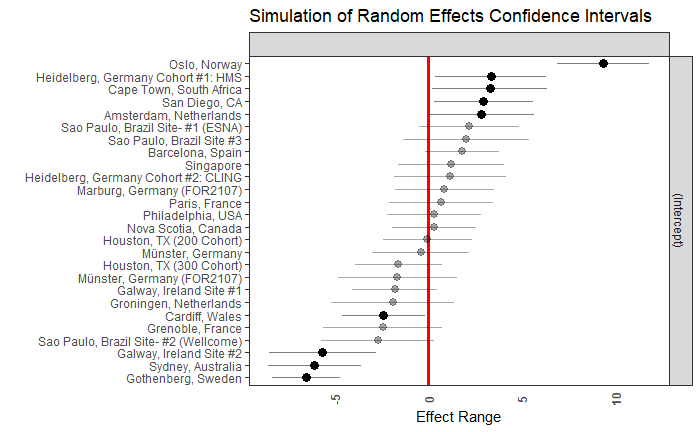 Simulation of Random Effects Confidence Intervals
Oslo, Norway
Heidelberg, Germany Cohort #1: HMS
Cape Town, South Africa
San Diego, CA
Amsterdam, Netherlands
Sao Paulo, Brazil Site- #1 (ESNA)
Sao Paulo, Brazil Site #3
Barcelona, Spain
Singapore
Heidelberg, Germany Cohort #2: CLING
Marburg, Germany (FOR2107)
Paris, France
Philadelphia, USA
Nova Scotia, Canada
Houston, TX (200 Cohort)
Münster, Germany
Houston, TX (300 Cohort)
Münster, Germany (FOR2107)
Galway, Ireland Site #1
Groningen, Netherlands
Cardiff, Wales
Grenoble, France
Sao Paulo, Brazil Site- #2 (Wellcome)
Galway, Ireland Site #2
Sydney, Australia
Gothenberg, Sweden
(Intercept)
-5
0
5
10
Effect Range